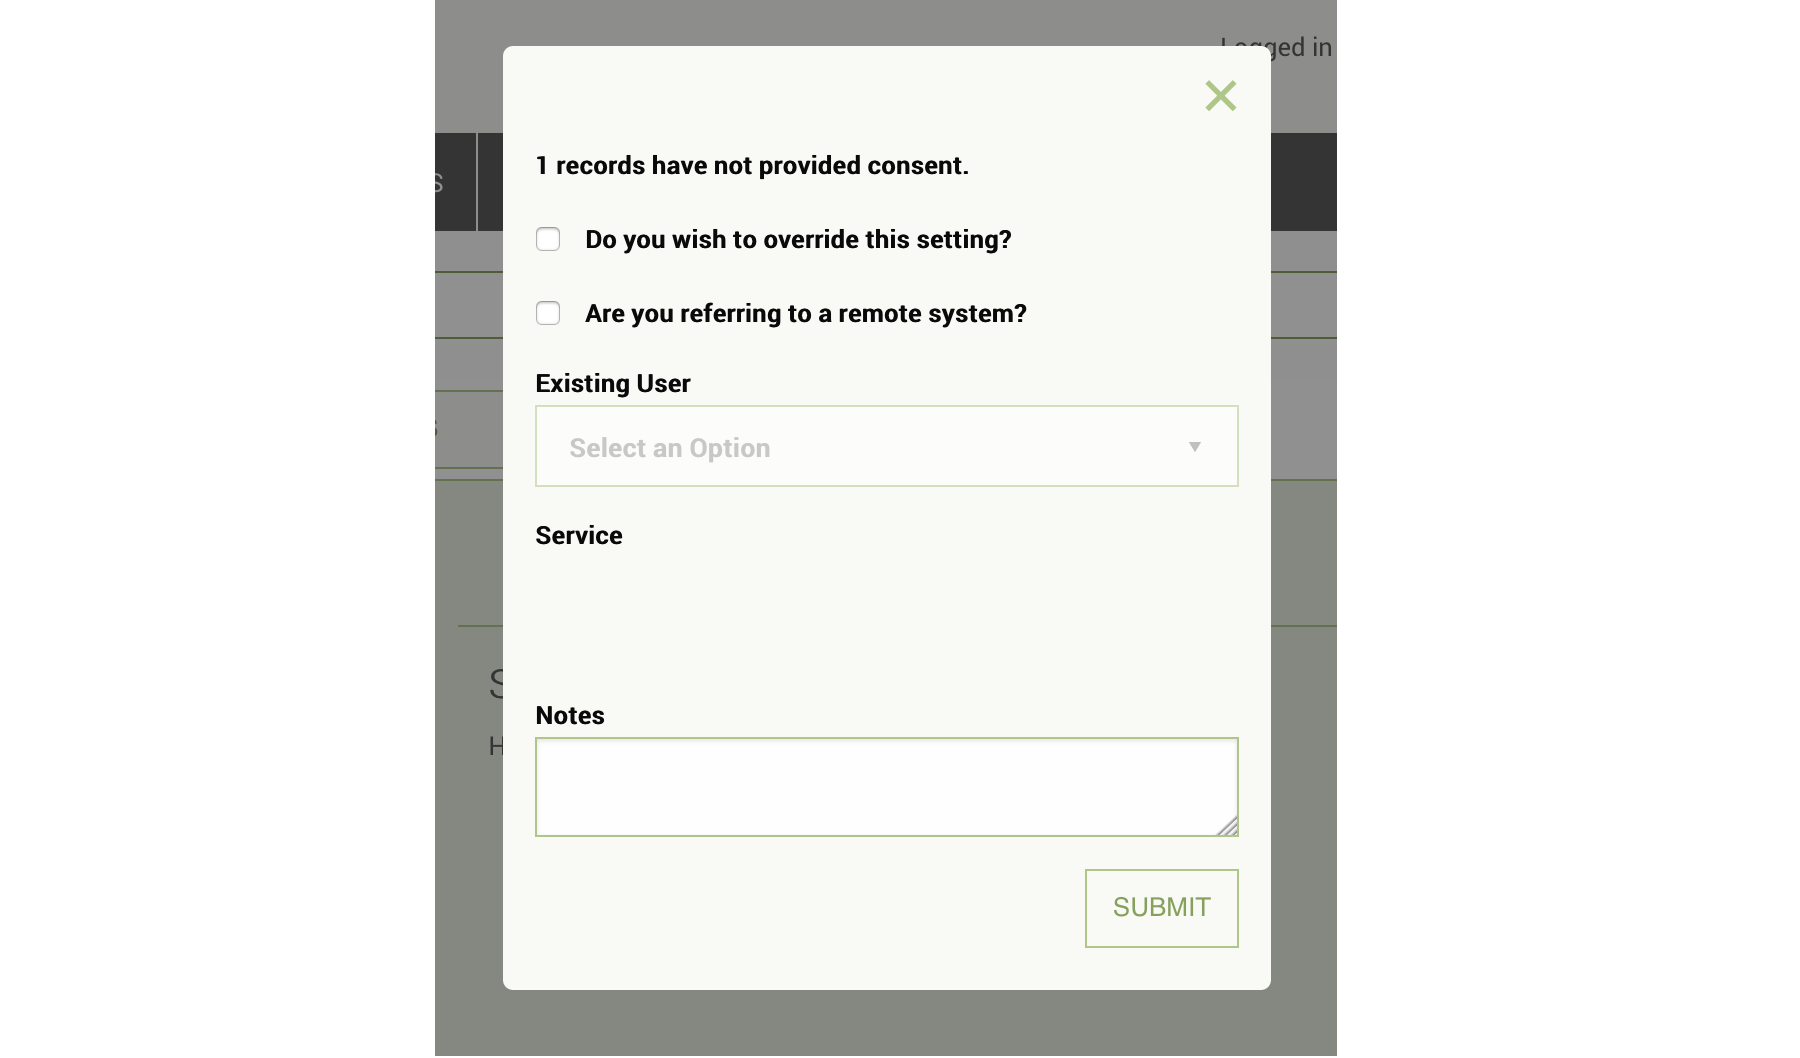 Logged in
1 records have not provided consent.
Do you wish to override this setting?
Are you referring to a remote system?
Existing User
Select an Option
Service
Notes
SUBMIT